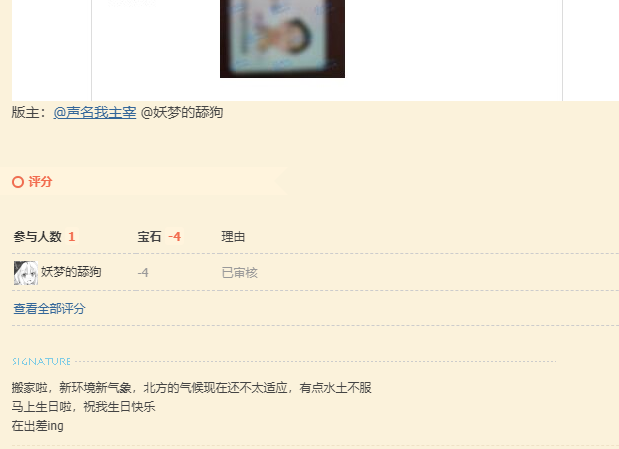 版主：@声名我主宰 @妖梦的舔狗
评分
参与人数 1 宝石 -4 理由
妖梦的舔狗 -4 已审核
查看全部评分
SIGNATURE
搬家啦，新环境新气象，北方的气候现在还不太适应，有点水土不服
马上生日啦，祝我生日快乐
在出差ing